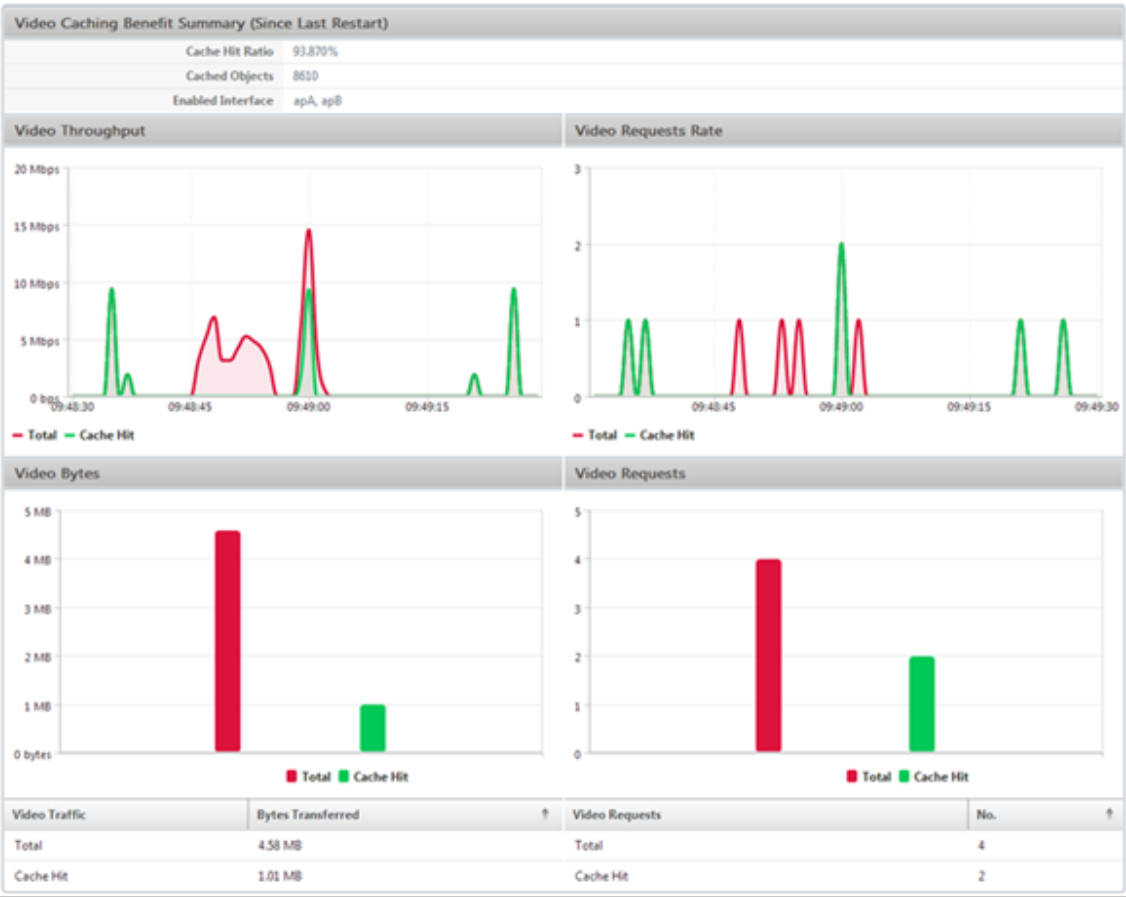 Video Caching Benefit Summary (Since Last Restart)
Cache Hit Ratio 93.870%
Cached Objects 8610
Enabled Interface apA, apB
Video Throughput
20 Mbps
15 Mbps
10 Mbps
5 Mbps
0 bps
09:48:30 09:48:45 09:49:00 09:49:15
Total Cache Hit
Video Requests Rate
3
2
1
0
09:48:45 09:49:00 09:49:15 09:49:30
Total Cache Hit
Video Bytes
5 MB
4 MB
3 MB
2 MB
1 MB
0 bytes
Total Cache Hit
Video Requests
5
4
3
2
1
0
Total Cache Hit
Video Traffic Bytes Transferred ↑
Total 4.58 MB
Cache Hit 1.01 MB
Video Requests No. ↑
Total 4
Cache Hit 2